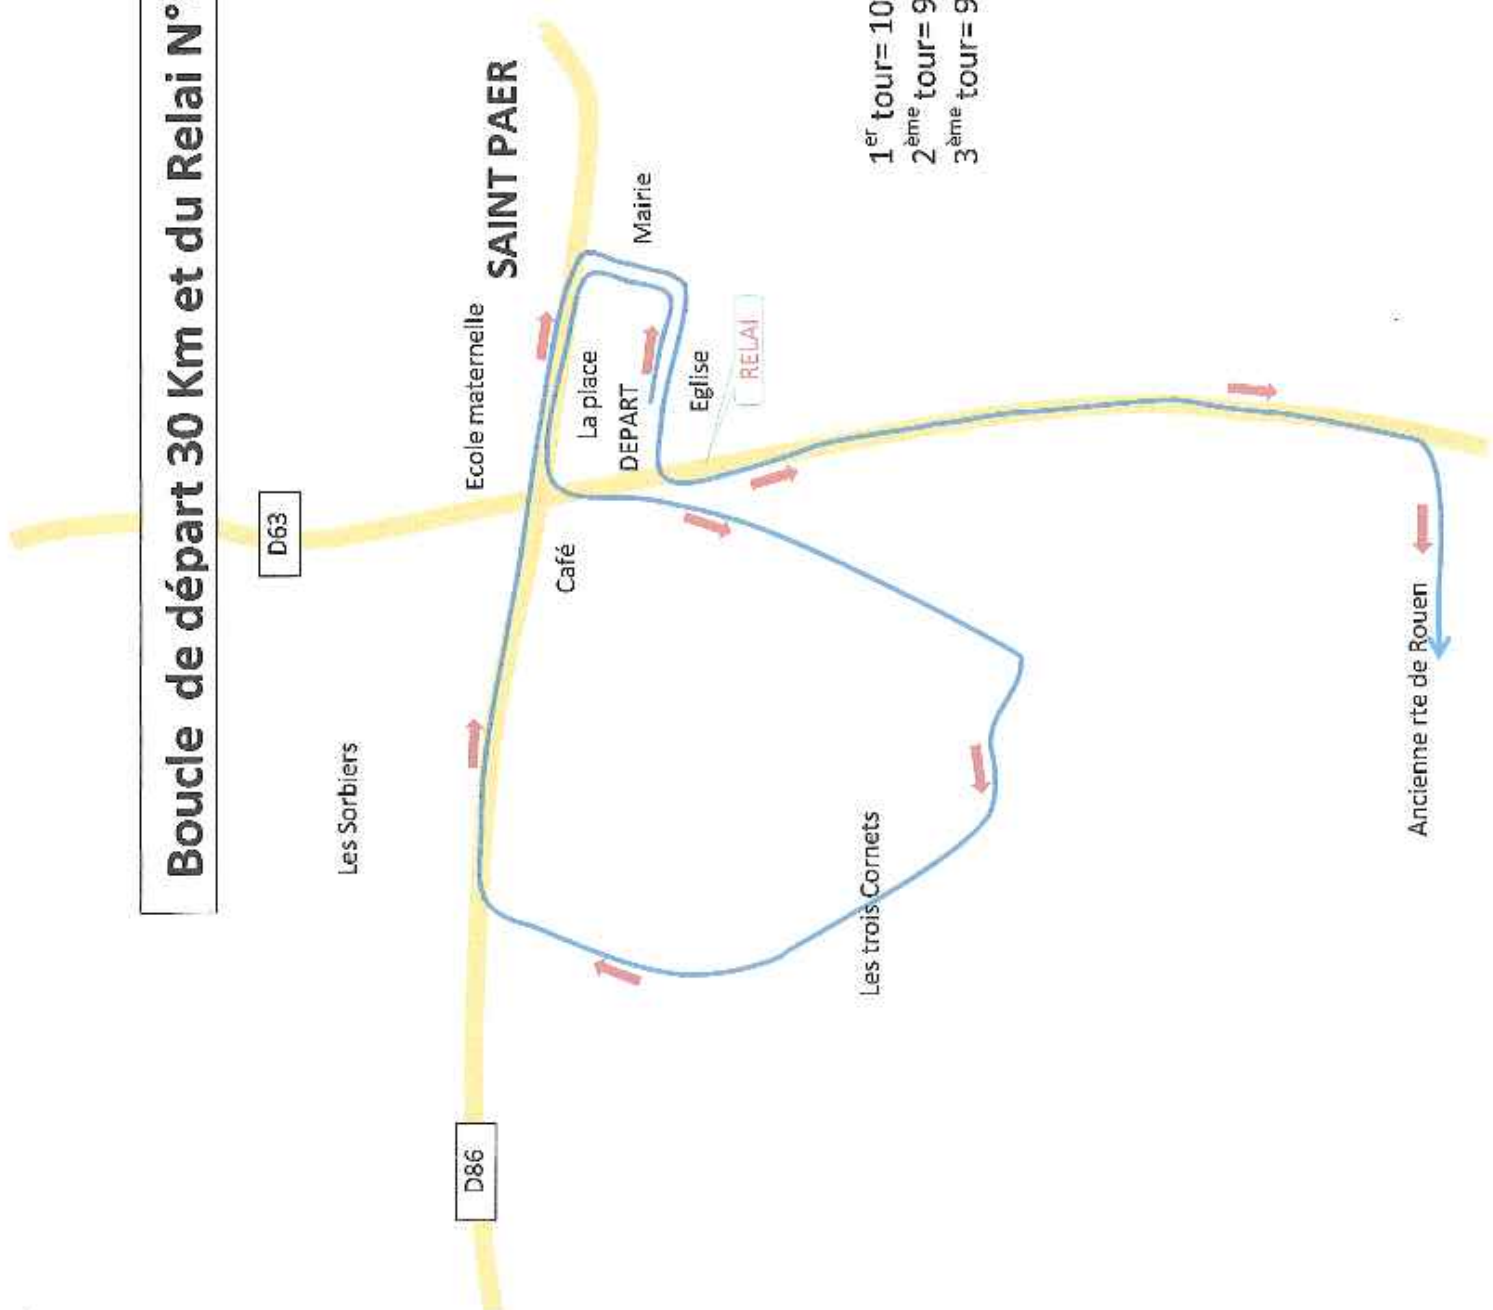 Boucle de départ 30 Km et du Relai N°
D63
Les Sorbiers
Ecole maternelle
SAINT PAER
D86
Café
La place
DEPART
Mairie
Eglise
RELAI
1er tour= 10
2ème tour= 9
3ème tour= 9
Les trois Cornets
Ancienne rte de Rouen